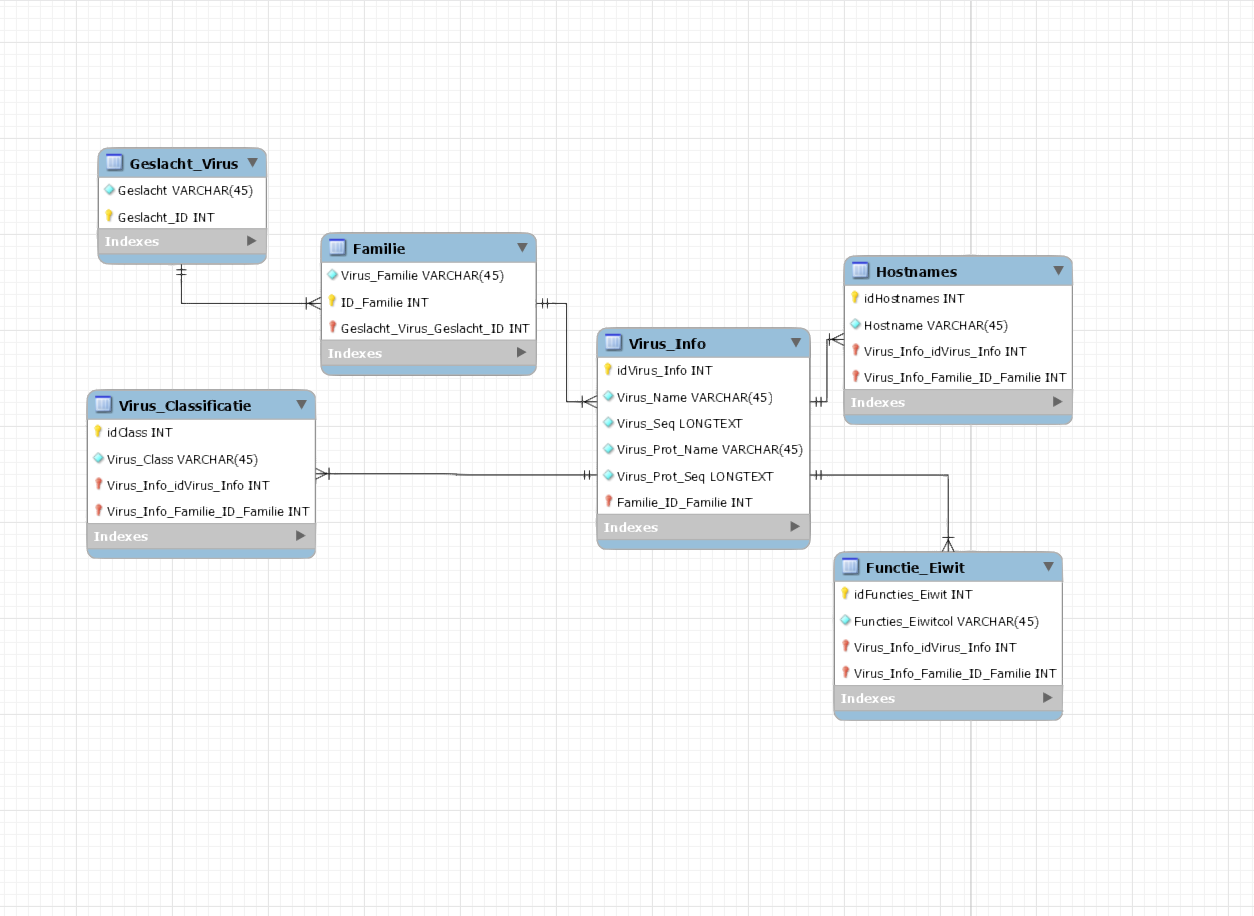 Geslacht_Virus
Geslacht VARCHAR(45)
Geslacht_ID INT
Indexes
Familie
Virus_Familie VARCHAR(45)
ID_Familie INT
Geslacht_Virus_Geslacht_ID INT
Indexes
Virus_Classificatie
idClass INT
Virus_Class VARCHAR(45)
Virus_Info_idVirus_Info INT
Virus_Info_Familie_ID_Familie INT
Indexes
Virus_Info
idVirus_Info INT
Virus_Name VARCHAR(45)
Virus_Seq LONGTEXT
Virus_Prot_Name VARCHAR(45)
Virus_Prot_Seq LONGTEXT
Familie_ID_Familie INT
Indexes
Hostnames
idHostnames INT
Hostname VARCHAR(45)
Virus_Info_idVirus_Info INT
Virus_Info_Familie_ID_Familie INT
Indexes
Functie_Eiwit
idFuncties_Eiwit INT
Functies_Eiwitcol VARCHAR(45)
Virus_Info_idVirus_Info INT
Virus_Info_Familie_ID_Familie INT
Indexes